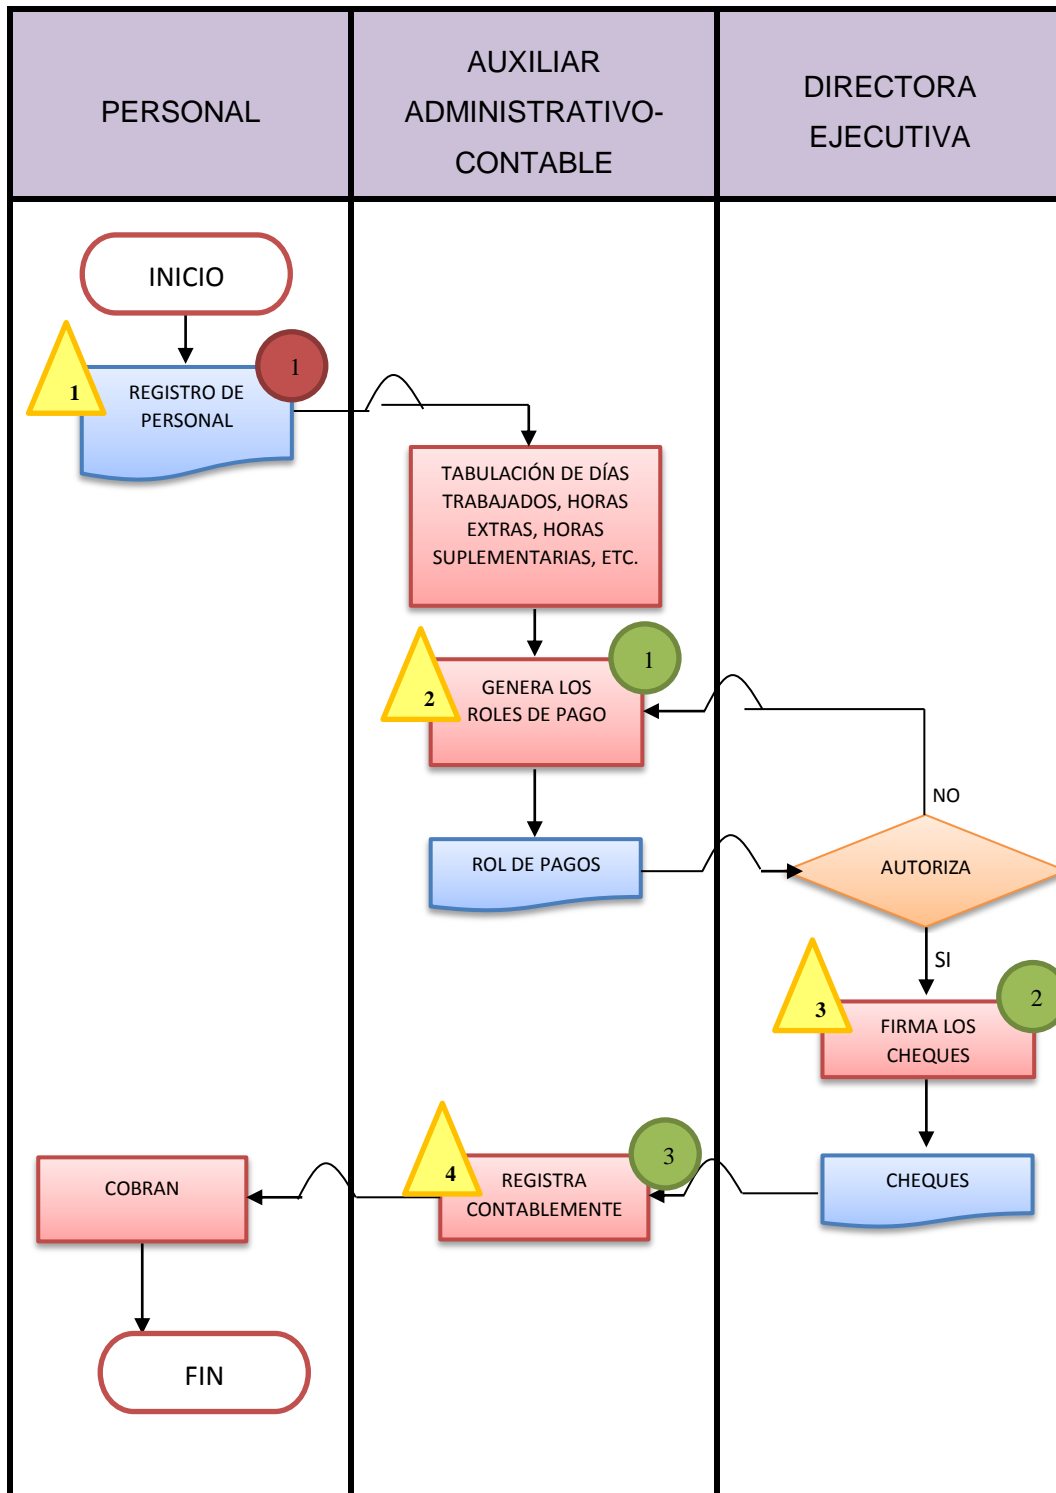 PERSONAL
AUXILIAR
ADMINISTRATIVO-
CONTABLE
DIRECTORA
EJECUTIVA
INICIO
1
REGISTRO DE
PERSONAL
1
TABULACIÓN DE DÍAS
TRABAJADOS, HORAS
EXTRAS, HORAS
SUPLEMENTARIAS, ETC.
2
GENERA LOS
ROLES DE PAGO
1
NO
ROL DE PAGOS
AUTORIZA
SI
3
FIRMA LOS
CHEQUES
2
CHEQUES
4
REGISTRA
CONTABLEMENTE
3
COBRAN
FIN